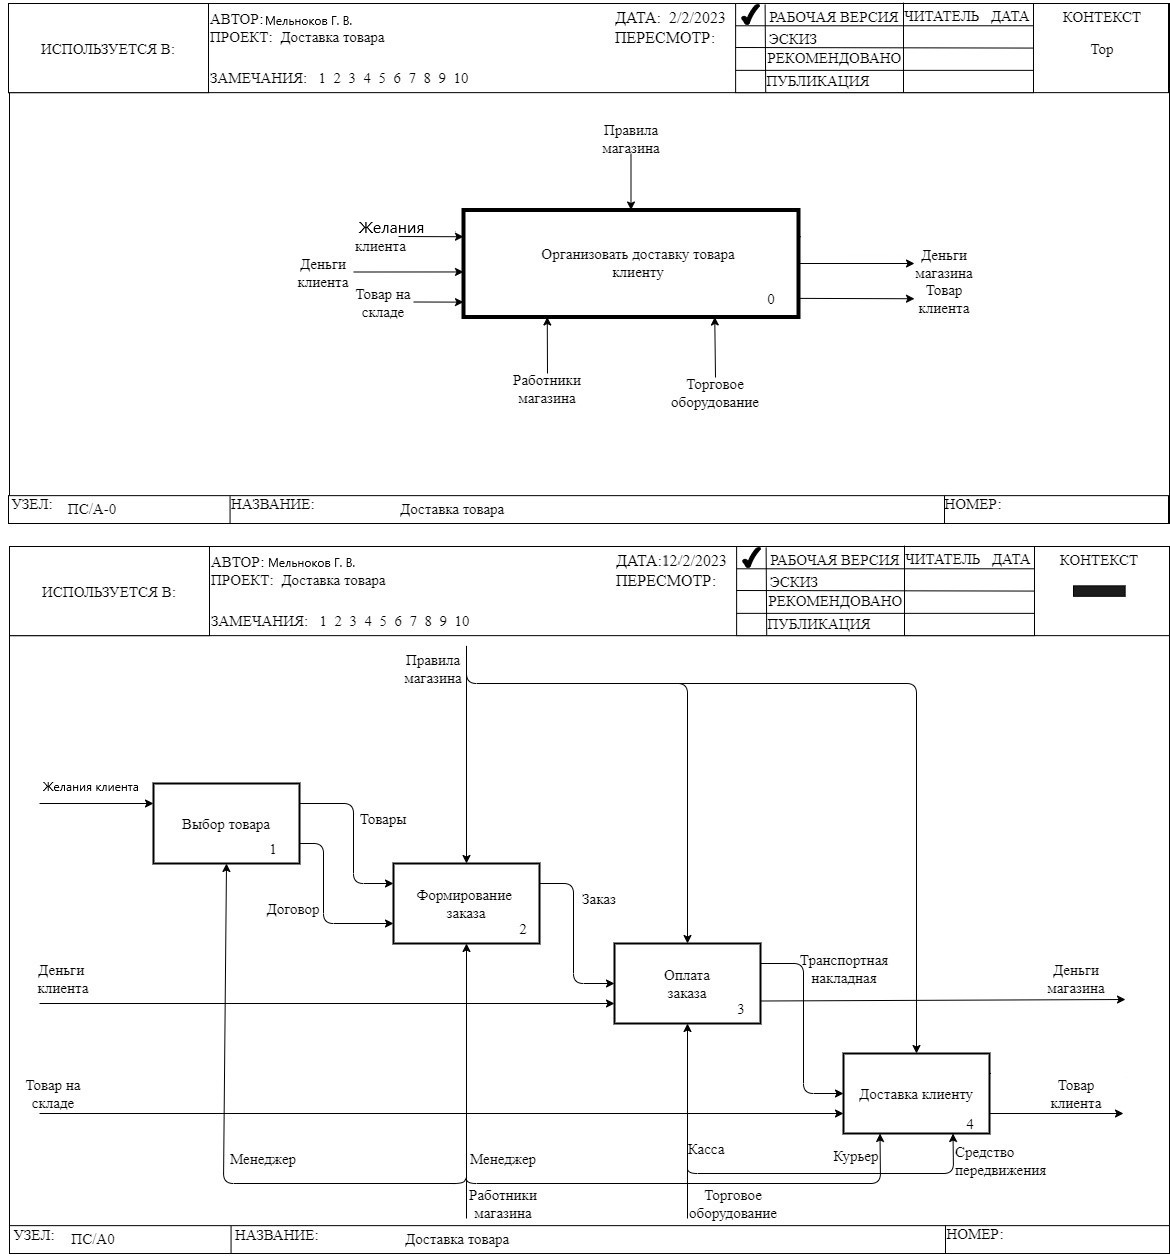 ИСПОЛЬЗУЕТСЯ В:
АВТОР: Мельноков Г. В.
ПРОЕКТ: Доставка товара
ЗАМЕЧАНИЯ: 1 2 3 4 5 6 7 8 9 10
ДАТА: 2/2/2023
ПЕРЕСМОТР:
РАБОЧАЯ ВЕРСИЯ
ЭСКИЗ
РЕКОМЕНДОВАНО
ПУБЛИКАЦИЯ
ЧИТАТЕЛЬ ДАТА
КОНТЕКСТ
Top
Правила
магазина
Желания
клиента
Деньги
клиента
Товар на
складе
Организовать доставку товара
клиенту
0
Деньги
магазина
Товар
клиента
Работники
магазина
Торговое
оборудование
УЗЕЛ: ПС/А-0
НАЗВАНИЕ: Доставка товара
НОМЕР:
ИСПОЛЬЗУЕТСЯ В:
АВТОР: Мельноков Г. В.
ПРОЕКТ: Доставка товара
ЗАМЕЧАНИЯ: 1 2 3 4 5 6 7 8 9 10
ДАТА:12/2/2023
ПЕРЕСМОТР:
РАБОЧАЯ ВЕРСИЯ
ЭСКИЗ
РЕКОМЕНДОВАНО
ПУБЛИКАЦИЯ
ЧИТАТЕЛЬ ДАТА
КОНТЕКСТ
Правила
магазина
Желания клиента
Выбор товара
1
Товары
Договор
Формирование
заказа
2
Заказ
Деньги
клиента
Оплата
заказа
3
Транспортная
накладная
Деньги
магазина
Товар на
складе
Доставка клиенту
4
Товар
клиента
Менеджер
Менеджер
Касса
Курьер
Средство
передвижения
Работники
магазина
Торговое
оборудование
УЗЕЛ: ПС/А0
НАЗВАНИЕ: Доставка товара
НОМЕР: